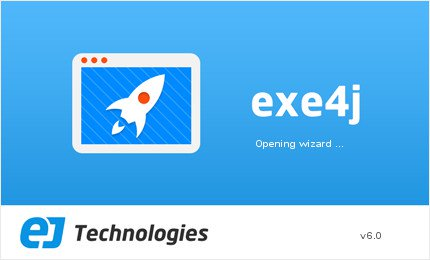 exe4j
Opening wizard ...
ej Technologies
v6.0